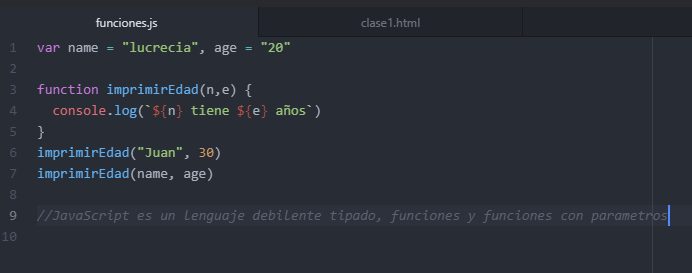 funciones.js
clase1.html
1 var name = "lucrecia", age = "20"
2
3 function imprimirEdad(n,e) {
4   console.log(`${n} tiene ${e} años`)
5 }
6 imprimirEdad("Juan", 30)
7 imprimirEdad(name, age)
8
9 //JavaScript es un lenguaje debilente tipado, funciones y funciones con parametros
10